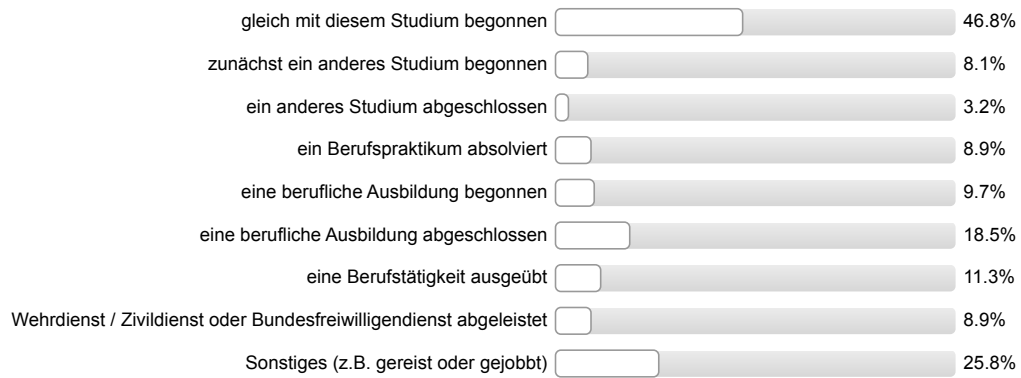 gleich mit diesem Studium begonnen 46.8%
zunächst ein anderes Studium begonnen 8.1%
ein anderes Studium abgeschlossen 3.2%
ein Berufspraktikum absolviert 8.9%
eine berufliche Ausbildung begonnen 9.7%
eine berufliche Ausbildung abgeschlossen 18.5%
eine Berufstätigkeit ausgeübt 11.3%
Wehrdienst / Zivildienst oder Bundesfreiwilligendienst abgeleistet 8.9%
Sonstiges (z.B. gereist oder gejobbt) 25.8%